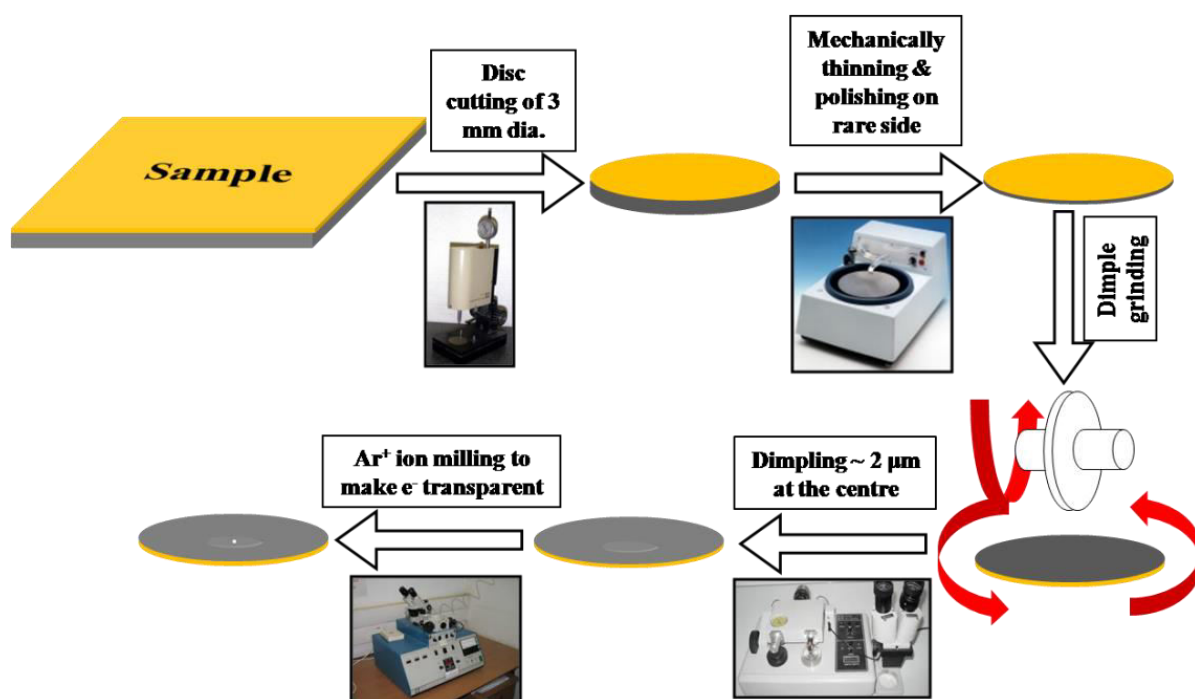 Sample
Disc
cutting of 3
mm dia.
Mechanically
thinning &
polishing on
rare side
Dimple
grinding
Dimpling ~ 2 μm
at the centre
Ar⁺ ion milling to
make e⁻ transparent